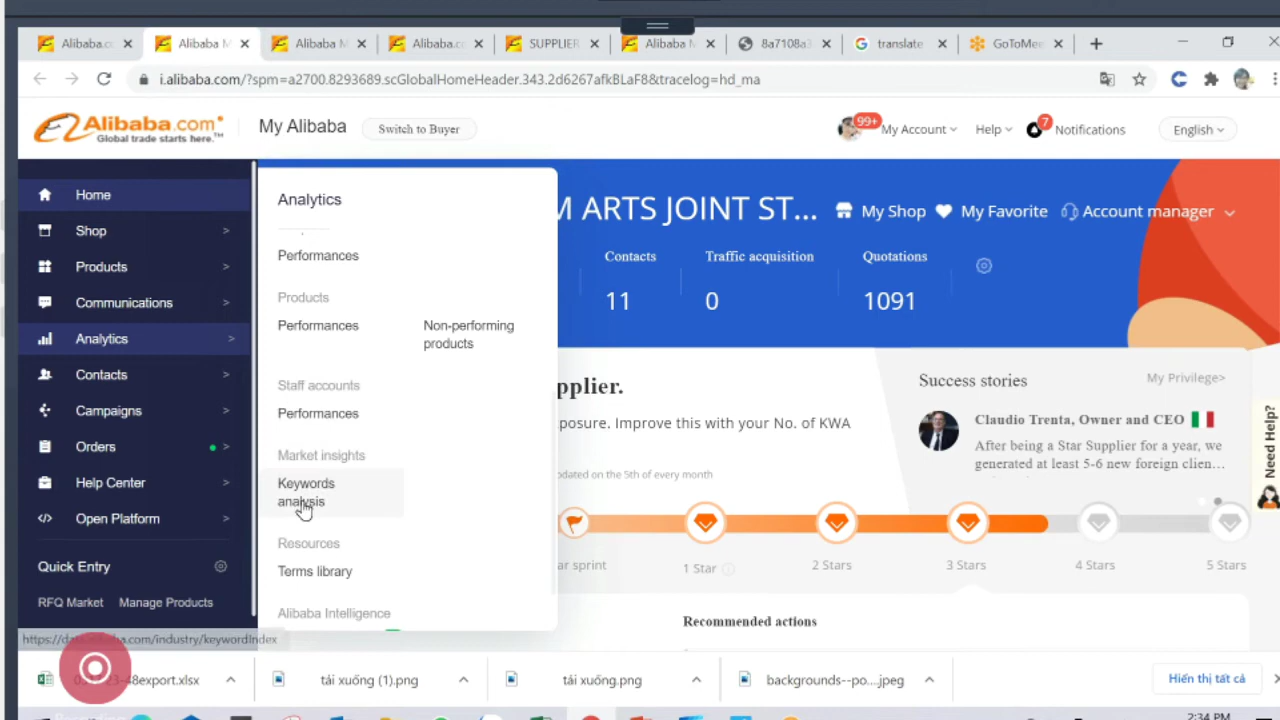 Alibaba.c
Alibaba M
Alibaba M
Alibaba.c
SUPPLIER
Alibaba M
8a7108a3
translate
GoToMee
i.alibaba.com/?spm=a2700.8293689.scGlobalHomeHeader.343.2d6267afkBLaF8&tracelog=hd_ma
Alibaba.com
Global trade starts here.™
My Alibaba
Switch to Buyer
99+
My Account
Help
7
Notifications
English
Home
Shop
Products
Communications
Analytics
Contacts
Campaigns
Orders
Help Center
Open Platform
Quick Entry
RFQ Market
Manage Products
Analytics
Performances
Products
Performances
Non-performing
products
Staff accounts
Performances
Market insights
Keywords
analysis
Resources
Terms library
Alibaba Intelligence
M ARTS JOINT ST...
My Shop
My Favorite
Account manager
Contacts
Traffic acquisition
Quotations
11
0
1091
pplier.
posure. Improve this with your No. of KWA
pdated on the 5th of every month
Success stories
My Privilege>
Claudio Trenta, Owner and CEO
After being a Star Supplier for a year, we
generated at least 5-6 new foreign clien...
Need Help?
ar sprint
1 Star
2 Stars
3 Stars
4 Stars
5 Stars
Recommended actions
48export.xlsx
tải xuống (1).png
tải xuống.png
backgrounds--po....jpeg
Hiển thị tất cả
2:34 PM